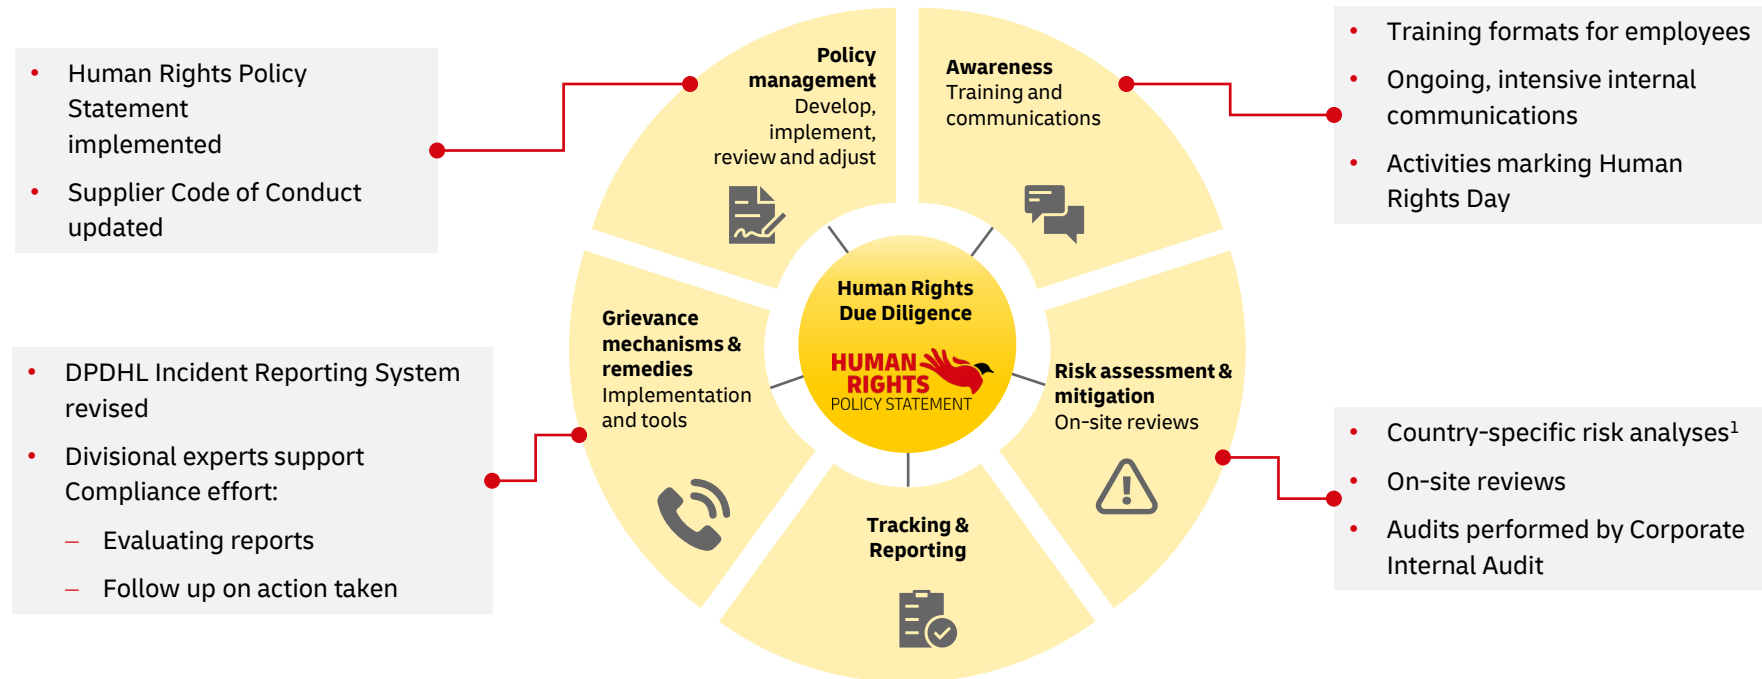 • Human Rights Policy
Statement
implemented
• Supplier Code of Conduct
updated
Policy
management
Develop,
implement,
review and adjust
Awareness
Training and
communications
• Training formats for employees
• Ongoing, intensive internal
communications
• Activities marking Human
Rights Day
Human Rights
Due Diligence
HUMAN
RIGHTS
POLICY STATEMENT
Grievance
mechanisms &
remedies
Implementation
and tools
• DPDHL Incident Reporting System
revised
• Divisional experts support
Compliance effort:
– Evaluating reports
– Follow up on action taken
Risk assessment &
mitigation
On-site reviews
• Country-specific risk analyses¹
• On-site reviews
• Audits performed by Corporate
Internal Audit
Tracking &
Reporting